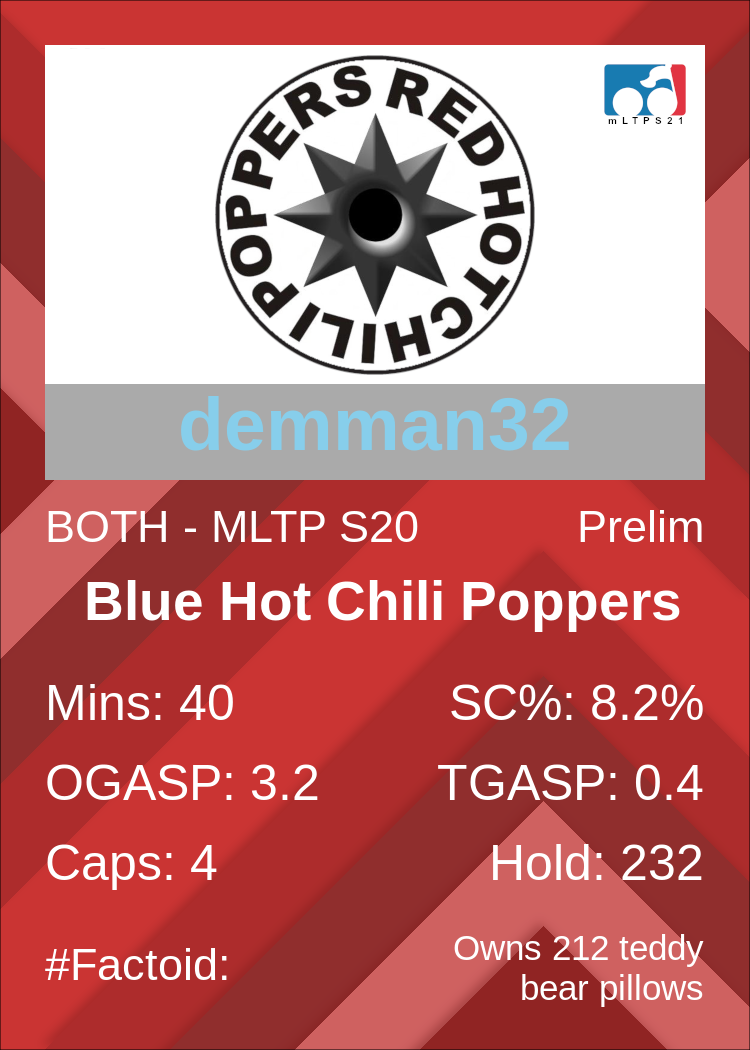 RED HOT CHILI POPPERS
mLTPS21
demman32
BOTH - MLTP S20 Prelim
Blue Hot Chili Poppers
Mins: 40 SC%: 8.2%
OGASP: 3.2 TGASP: 0.4
Caps: 4 Hold: 232
#Factoid: Owns 212 teddy
bear pillows